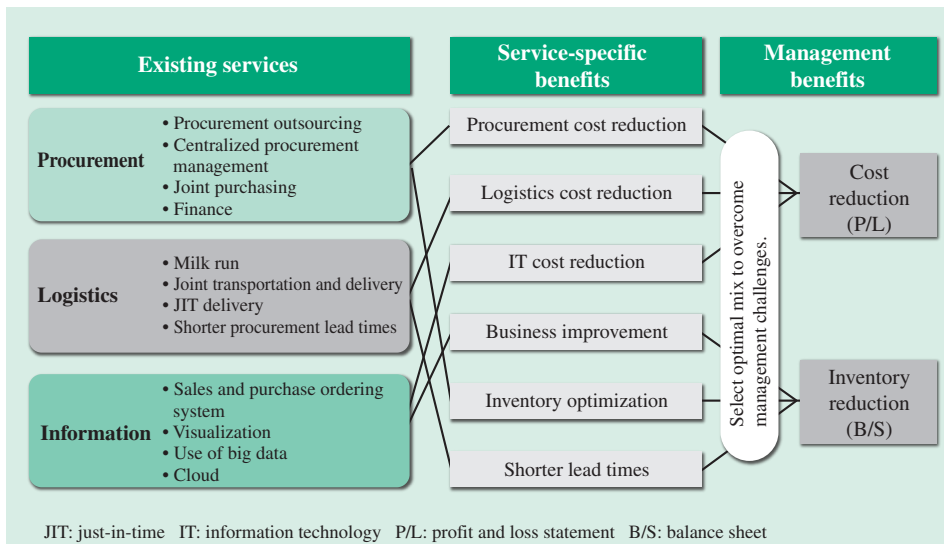 Existing services
Service-specific
benefits
Management
benefits
Procurement
• Procurement outsourcing
• Centralized procurement
management
• Joint purchasing
• Finance
Logistics
• Milk run
• Joint transportation and delivery
• JIT delivery
• Shorter procurement lead times
Information
• Sales and purchase ordering
system
• Visualization
• Use of big data
• Cloud
Procurement cost reduction
Logistics cost reduction
IT cost reduction
Business improvement
Inventory optimization
Shorter lead times
Select optimal mix to overcome
management challenges.
Cost
reduction
(P/L)
Inventory
reduction
(B/S)
JIT: just-in-time IT: information technology P/L: profit and loss statement B/S: balance sheet